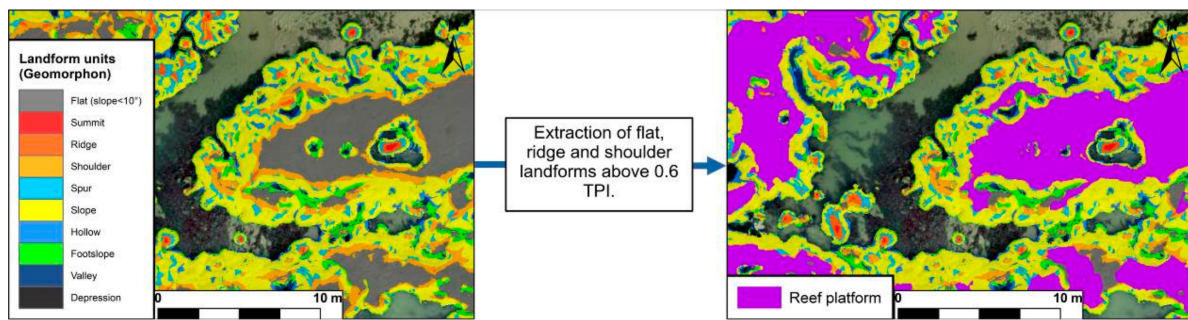 Landform units
(Geomorphon)
Flat (slope<10°)
Summit
Ridge
Shoulder
Spur
Slope
Hollow
Footslope
Valley
Depression
0
10 m
Extraction of flat,
ridge and shoulder
landforms above 0.6
TPI.
Reef platform
0
10 m